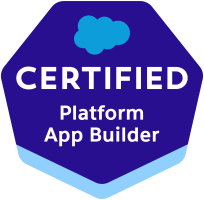 CERTIFIED
Platform
App Builder